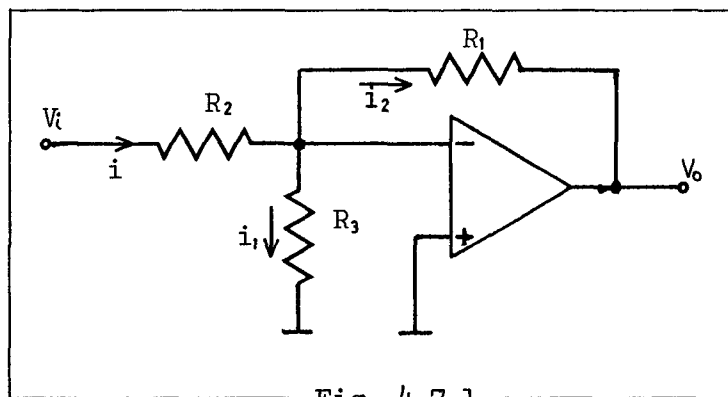 R₁
i₂
Vi
R₂
i
i₁
R₃
−
+
Vo
Fig. 4.7.1